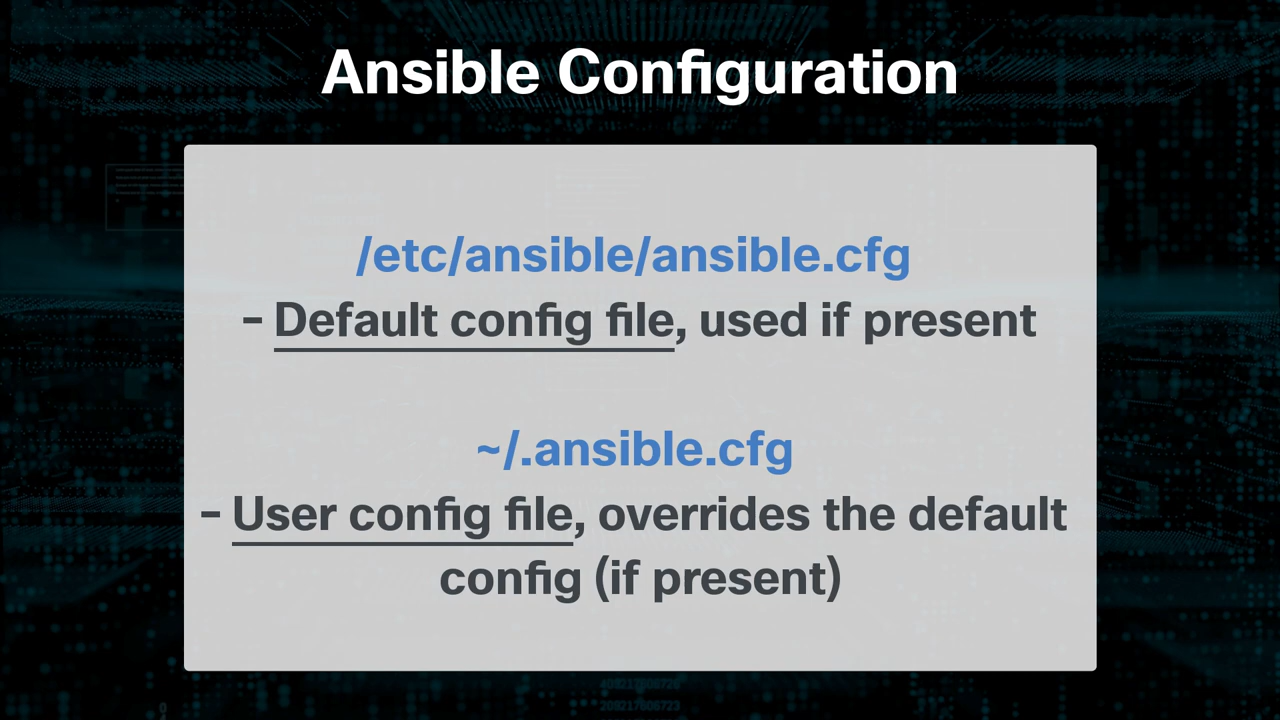 Ansible Configuration
/etc/ansible/ansible.cfg
- Default config file, used if present
~/.ansible.cfg
- User config file, overrides the default
config (if present)
209217606723